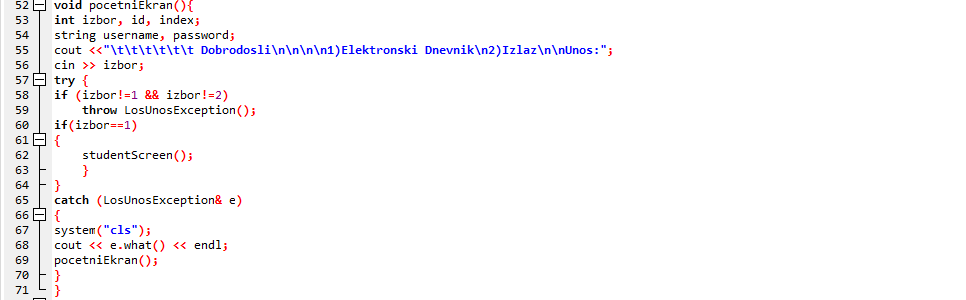 52 void pocetniEkran(){
53 int izbor, id, index;
54 string username, password;
55 cout <<"\t\t\t\t\t\t Dobrodosli\n\n\n\n1)Elektronski Dnevnik\n2)Izlaz\n\nUnos:";
56 cin >> izbor;
57 try {
58 if (izbor!=1 && izbor!=2)
59     throw LosUnosException();
60 if(izbor==1)
61 {
62     studentScreen();
63     }
64 }
65 catch (LosUnosException& e)
66 {
67 system("cls");
68 cout << e.what() << endl;
69 pocetniEkran();
70 }
71 }